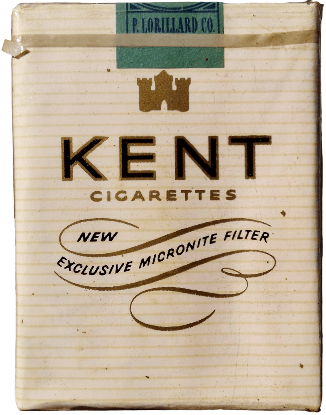 P. LORILLARD CO.
KENT
CIGARETTES
NEW
EXCLUSIVE MICRONITE FILTER